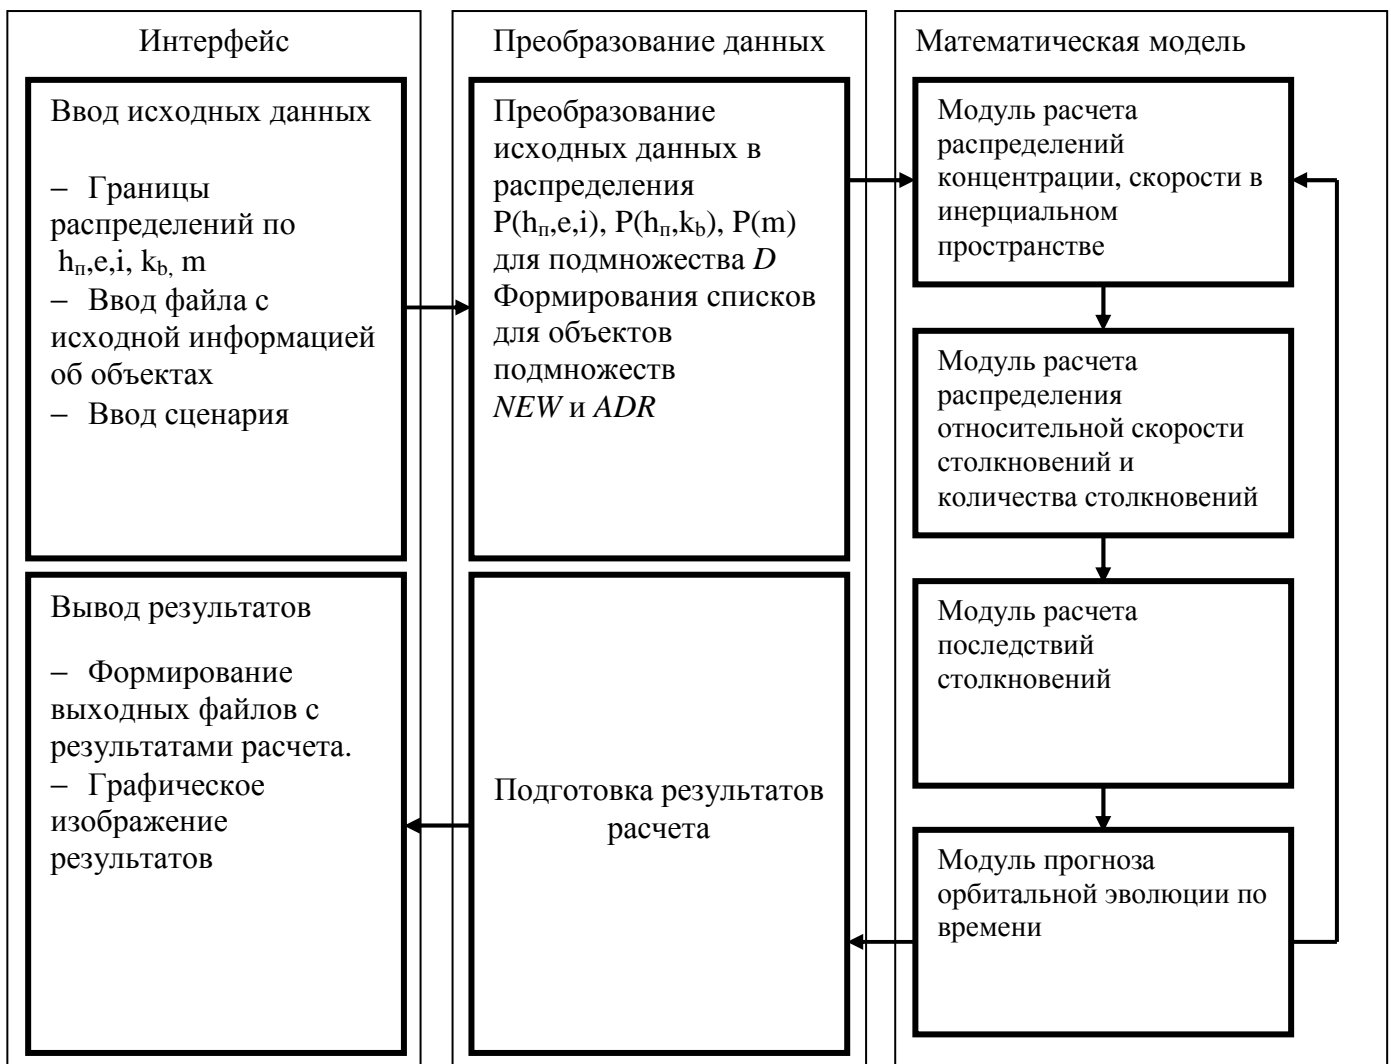 Интерфейс
Ввод исходных данных
− Границы
распределений по
hп,e,i, kb, m
− Ввод файла с
исходной информацией
об объектах
− Ввод сценария
Вывод результатов
− Формирование
выходных файлов с
результатами расчета.
− Графическое
изображение
результатов
Преобразование данных
Преобразование
исходных данных в
распределения
P(hп,e,i), P(hп,kb), P(m)
для подмножества D
Формирования списков
для объектов
подмножеств
NEW и ADR
Подготовка результатов
расчета
Математическая модель
Модуль расчета
распределений
концентрации, скорости в
инерциальном
пространстве
Модуль расчета
распределения
относительной скорости
столкновений и
количества столкновений
Модуль расчета
последствий
столкновений
Модуль прогноза
орбитальной эволюции по
времени